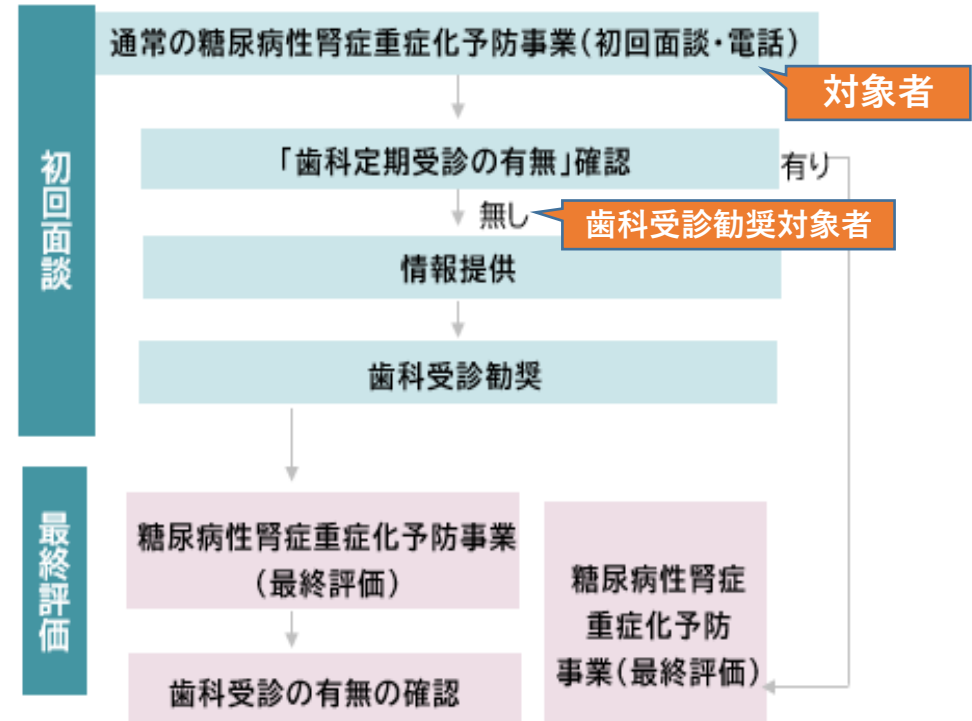 通常の糖尿病性腎症重症化予防事業(初回面談・電話)
対象者
初回面談
「歯科定期受診の有無」確認
有り
無し
歯科受診勧奨対象者
情報提供
歯科受診勧奨
最終評価
糖尿病性腎症重症化予防事業
(最終評価)
糖尿病性腎症
重症化予防
事業(最終評価)
歯科受診の有無の確認